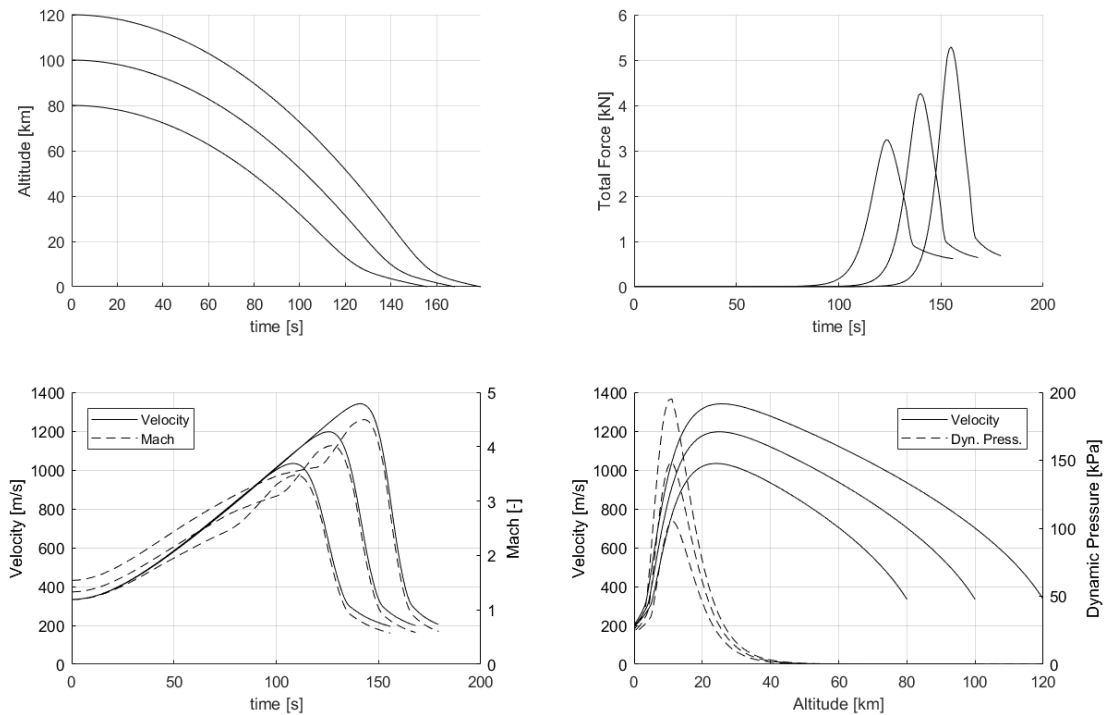 120
100
80
60
40
20
0
Altitude [km]
0 20 40 60 80 100 120 140 160
time [s]
6
5
4
3
2
1
0
Total Force [kN]
0 50 100 150 200
time [s]
1400
1200
1000
800
600
400
200
0
Velocity [m/s]
Velocity
Mach
5
4
3
2
1
0
Mach [-]
0 50 100 150 200
time [s]
1400
1200
1000
800
600
400
200
0
Velocity [m/s]
Velocity
Dyn. Press.
200
150
100
50
0
Dynamic Pressure [kPa]
0 20 40 60 80 100 120
Altitude [km]